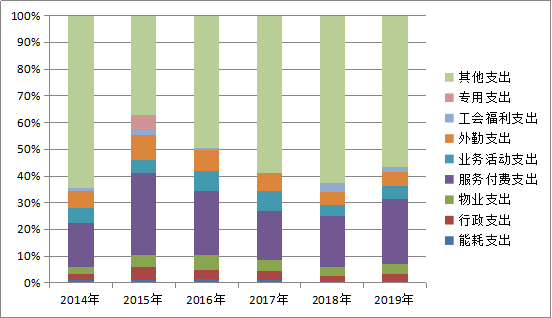 100%
90%
80%
70%
60%
50%
40%
30%
20%
10%
0%
2014年 2015年 2016年 2017年 2018年 2019年
其他支出
专用支出
工会福利支出
外勤支出
业务活动支出
服务付费支出
物业支出
行政支出
能耗支出